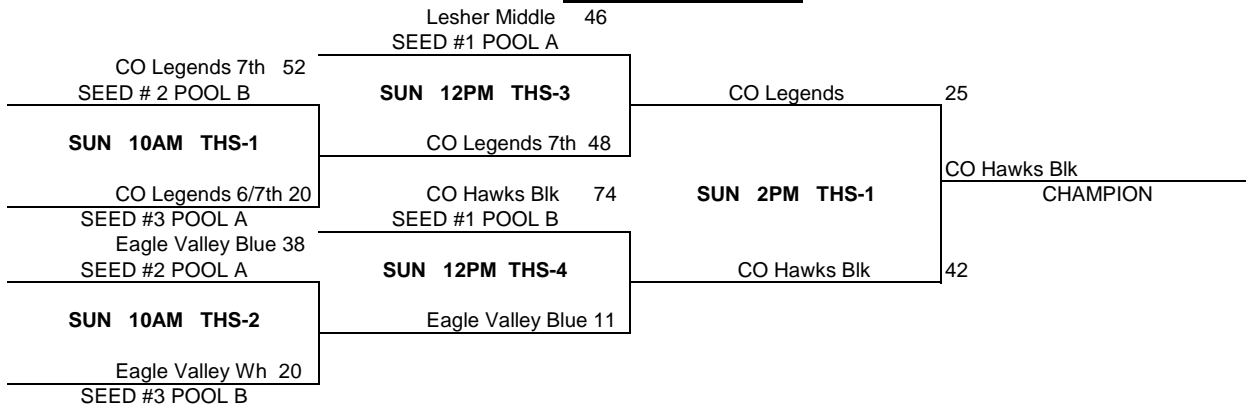 Lesher Middle 46
SEED #1 POOL A
CO Legends 7th 52
SEED # 2 POOL B
SUN 12PM THS-3
CO Legends 25
SUN 10AM THS-1
CO Legends 7th 48
CO Hawks Blk
CHAMPION
CO Legends 6/7th 20
SEED #3 POOL A
CO Hawks Blk 74
SEED #1 POOL B
SUN 2PM THS-1
Eagle Valley Blue 38
SEED #2 POOL A
SUN 12PM THS-4
CO Hawks Blk 42
SUN 10AM THS-2
Eagle Valley Blue 11
Eagle Valley Wh 20
SEED #3 POOL B